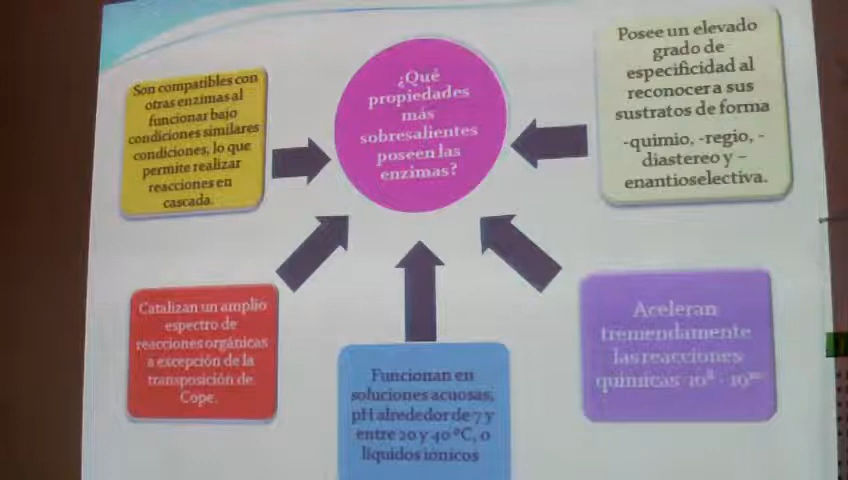 ¿Qué
propiedades
más
sobresalientes
poseen las
enzimas?
Son compatibles con
otras enzimas al
funcionar bajo
condiciones similares
condiciones, lo que
permite realizar
reacciones en
cascada.
Posee un elevado
grado de
especificidad al
reconocer a sus
sustratos de forma
-quimio, -regio, -
diastereo y –
enantioselectiva.
Catalizan un amplio
espectro de
reacciones orgánicas
a excepción de la
transposición de
Cope.
Funcionan en
soluciones acuosas,
pH alrededor de 7 y
entre 20 y 40 ºC, o
líquidos iónicos
Aceleran
tremendamente
las reacciones
químicas 10⁸ -